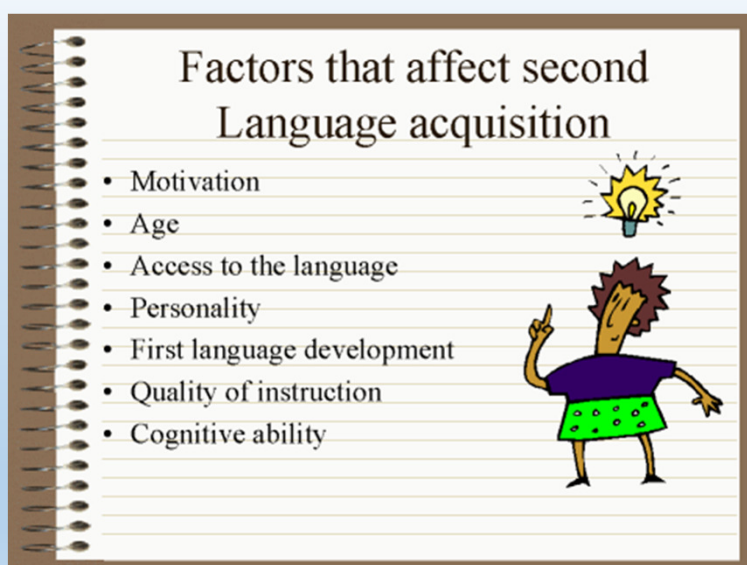 Factors that affect second
Language acquisition
• Motivation
• Age
• Access to the language
• Personality
• First language development
• Quality of instruction
• Cognitive ability